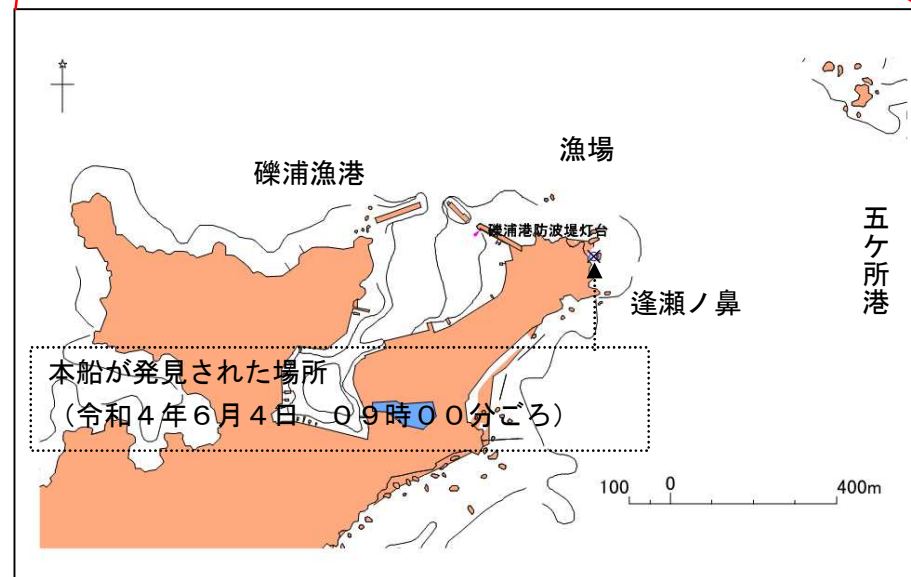 漁場
礫浦漁港
礫浦港防波堤灯台
五ケ所港
逢瀬ノ鼻
本船が発見された場所
（令和４年６月４日　０９時００分ごろ）
100 0 400m